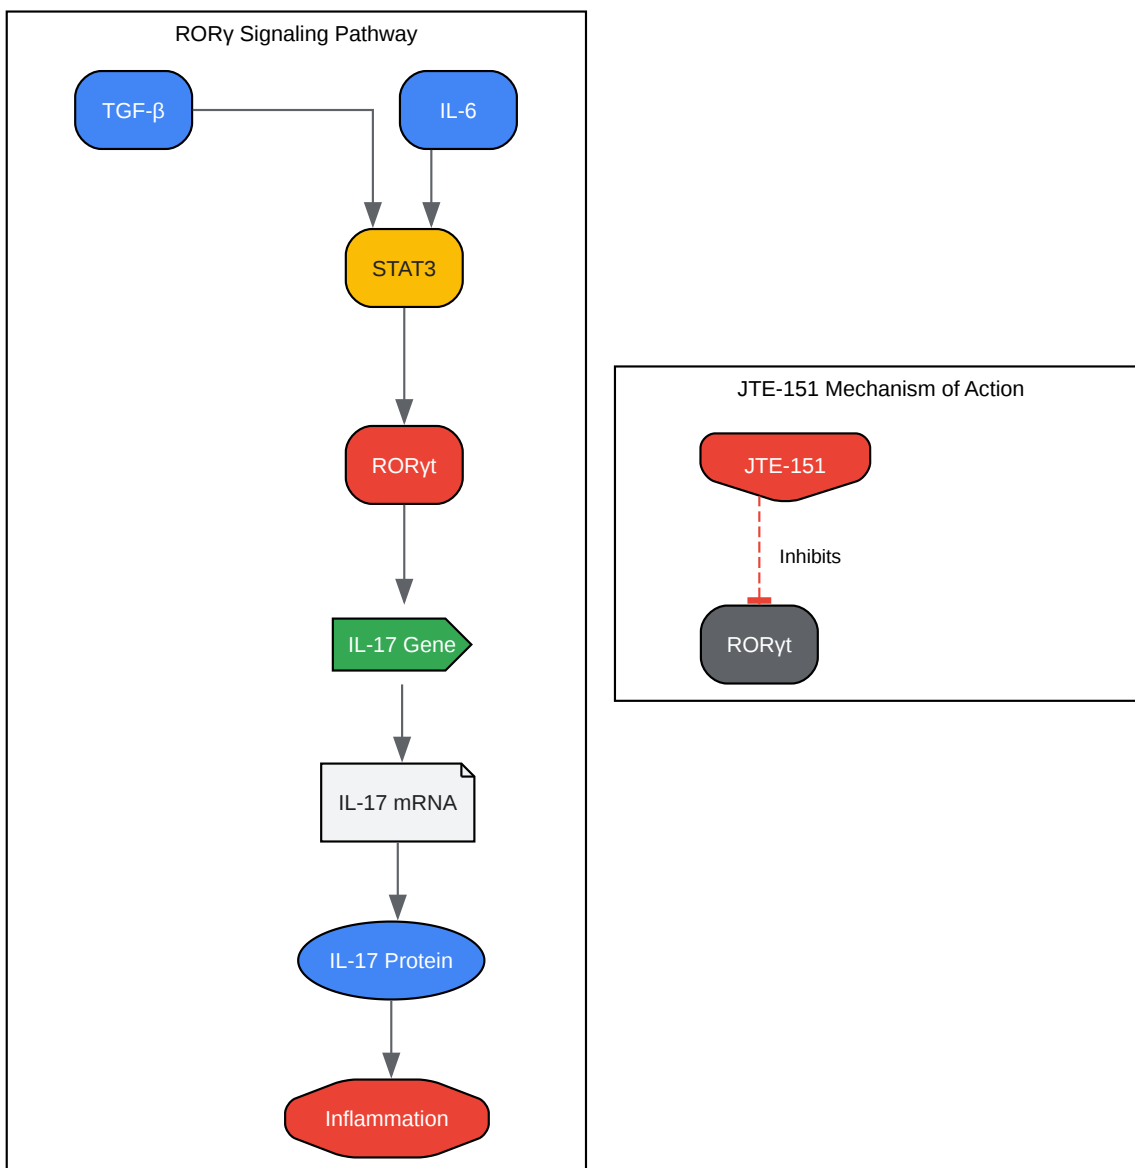 RORγ Signaling Pathway
TGF-β
IL-6
STAT3
RORγt
IL-17 Gene
IL-17 mRNA
IL-17 Protein
Inflammation
JTE-151 Mechanism of Action
JTE-151
Inhibits
RORγt